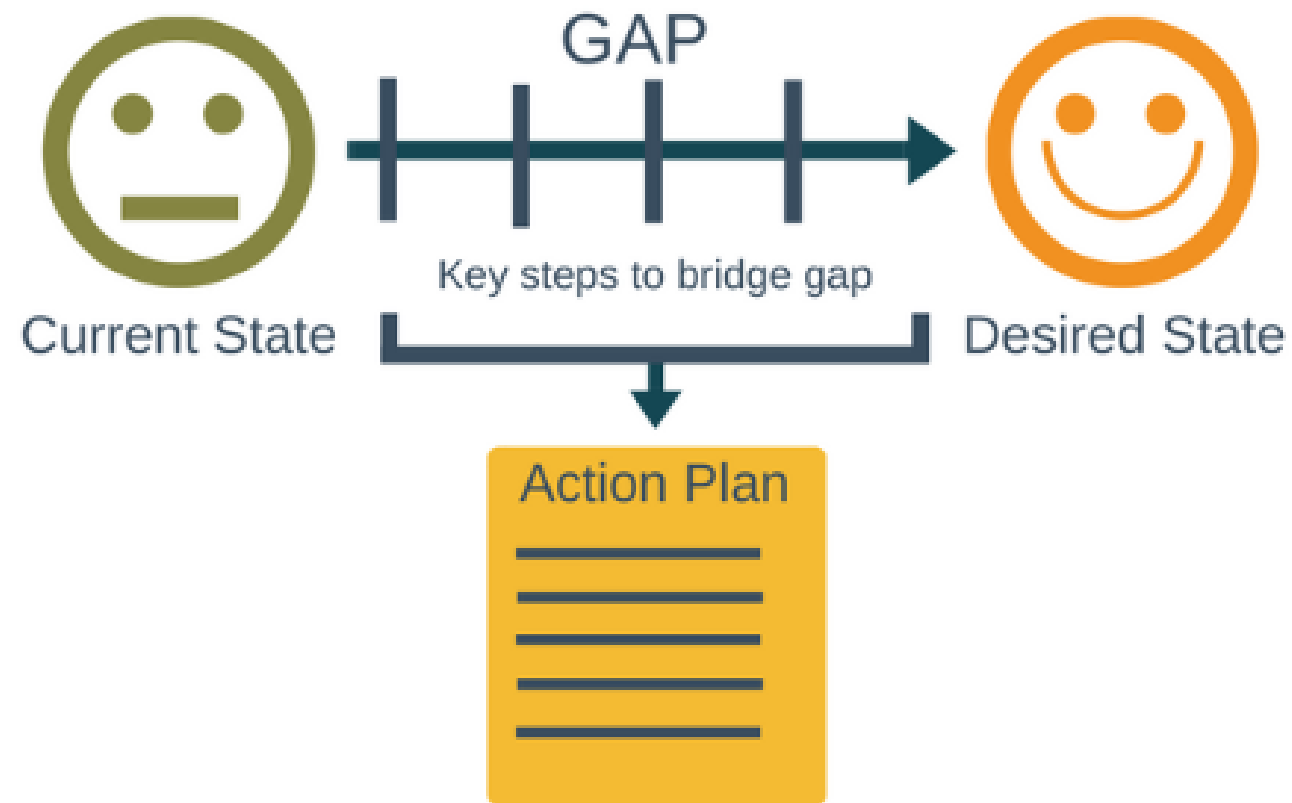 GAP
Key steps to bridge gap
Current State
Desired State
Action Plan